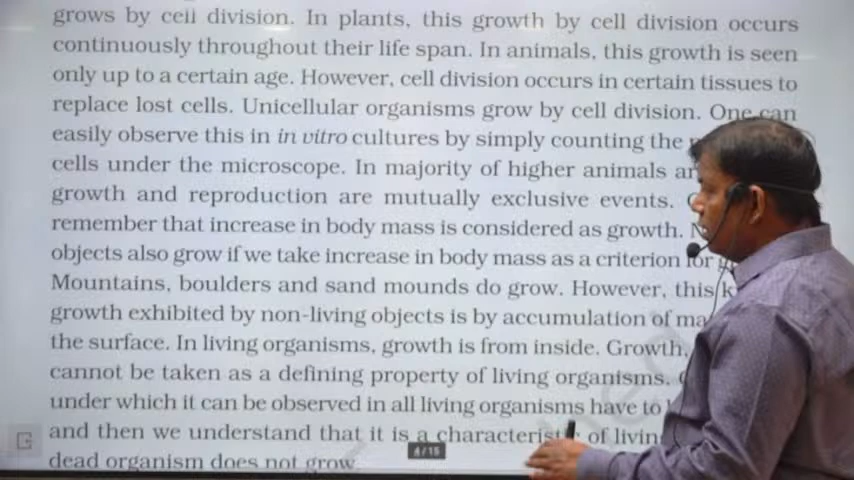 grows by cell division. In plants, this growth by cell division occurs
continuously throughout their life span. In animals, this growth is seen
only up to a certain age. However, cell division occurs in certain tissues to
replace lost cells. Unicellular organisms grow by cell division. One can
easily observe this in in vitro cultures by simply counting the
cells under the microscope. In majority of higher animals
growth and reproduction are mutually exclusive events.
remember that increase in body mass is considered as growth.
objects also grow if we take increase in body mass as a criterion for
Mountains, boulders and sand mounds do grow. However, this
growth exhibited by non-living objects is by accumulation of
the surface. In living organisms, growth is from inside. Growth,
cannot be taken as a defining property of living organisms.
under which it can be observed in all living organisms have to
and then we understand that it is a characteristic of
dead organism does not grow
4/15